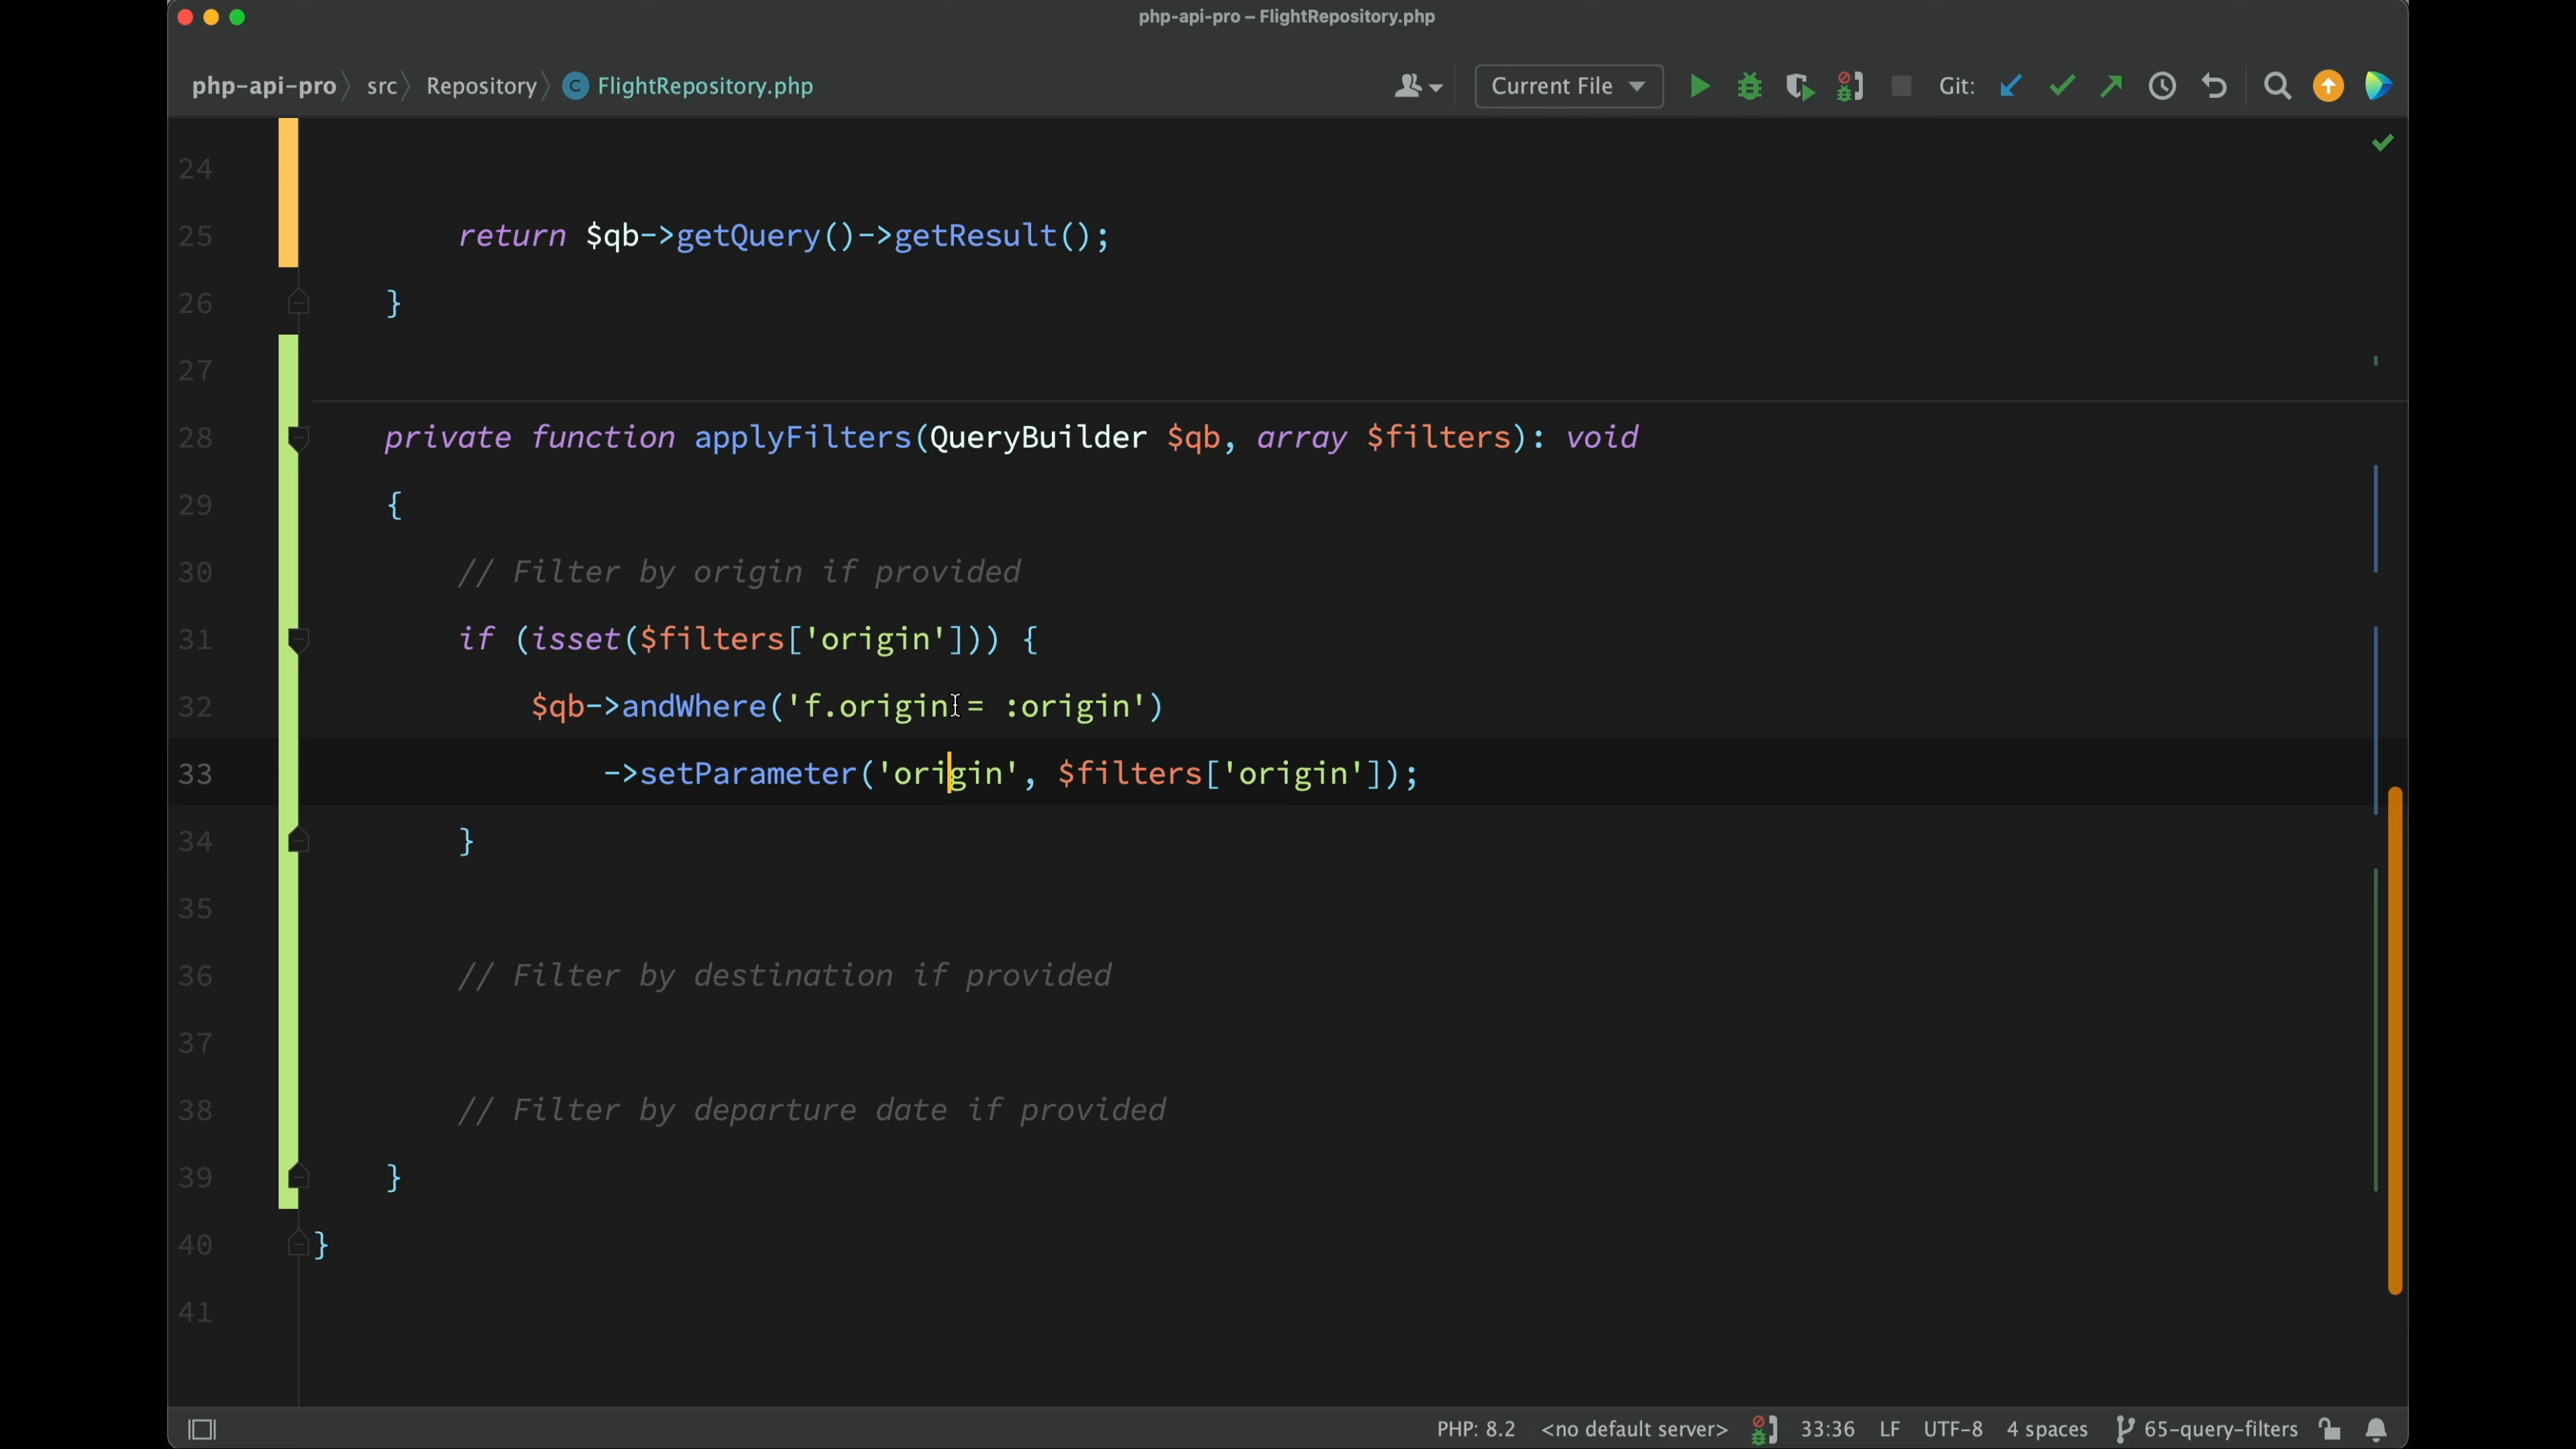 php-api-pro – FlightRepository.php
php-api-pro src Repository C FlightRepository.php Current File Git:
24
25 return $qb->getQuery()->getResult();
26 }
27
28 private function applyFilters(QueryBuilder $qb, array $filters): void
29 {
30 // Filter by origin if provided
31 if (isset($filters['origin'])) {
32 $qb->andWhere('f.origin = :origin')
33 ->setParameter('origin', $filters['origin']);
34 }
35
36 // Filter by destination if provided
37
38 // Filter by departure date if provided
39 }
40 }
41
PHP: 8.2 <no default server> 33:36 LF UTF-8 4 spaces 65-query-filters